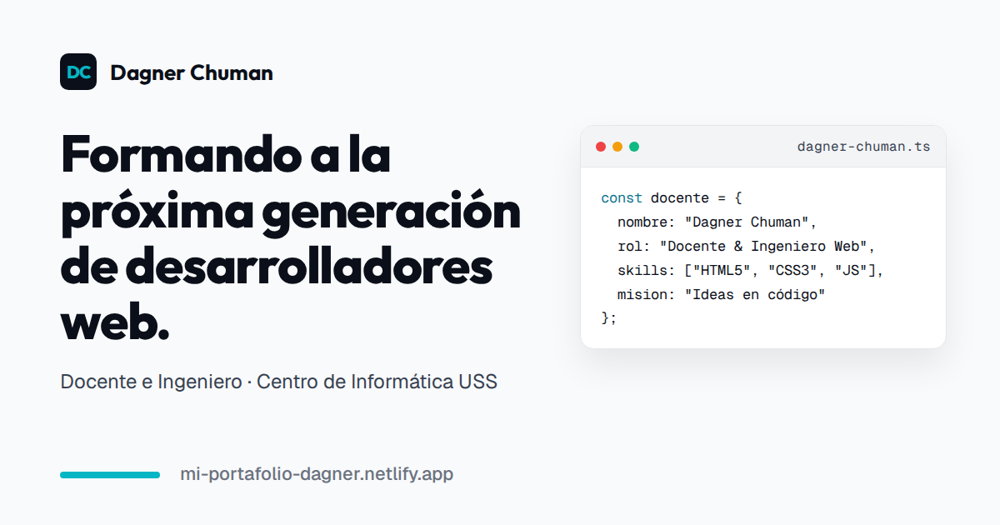 DC
Dagner Chuman
Formando a la
próxima generación
de desarrolladores
web.
Docente e Ingeniero · Centro de Informática USS
mi-portafolio-dagner.netlify.app
dagner-chuman.ts
const docente = {
  nombre: "Dagner Chuman",
  rol: "Docente & Ingeniero Web",
  skills: ["HTML5", "CSS3", "JS"],
  mision: "Ideas en código"
};